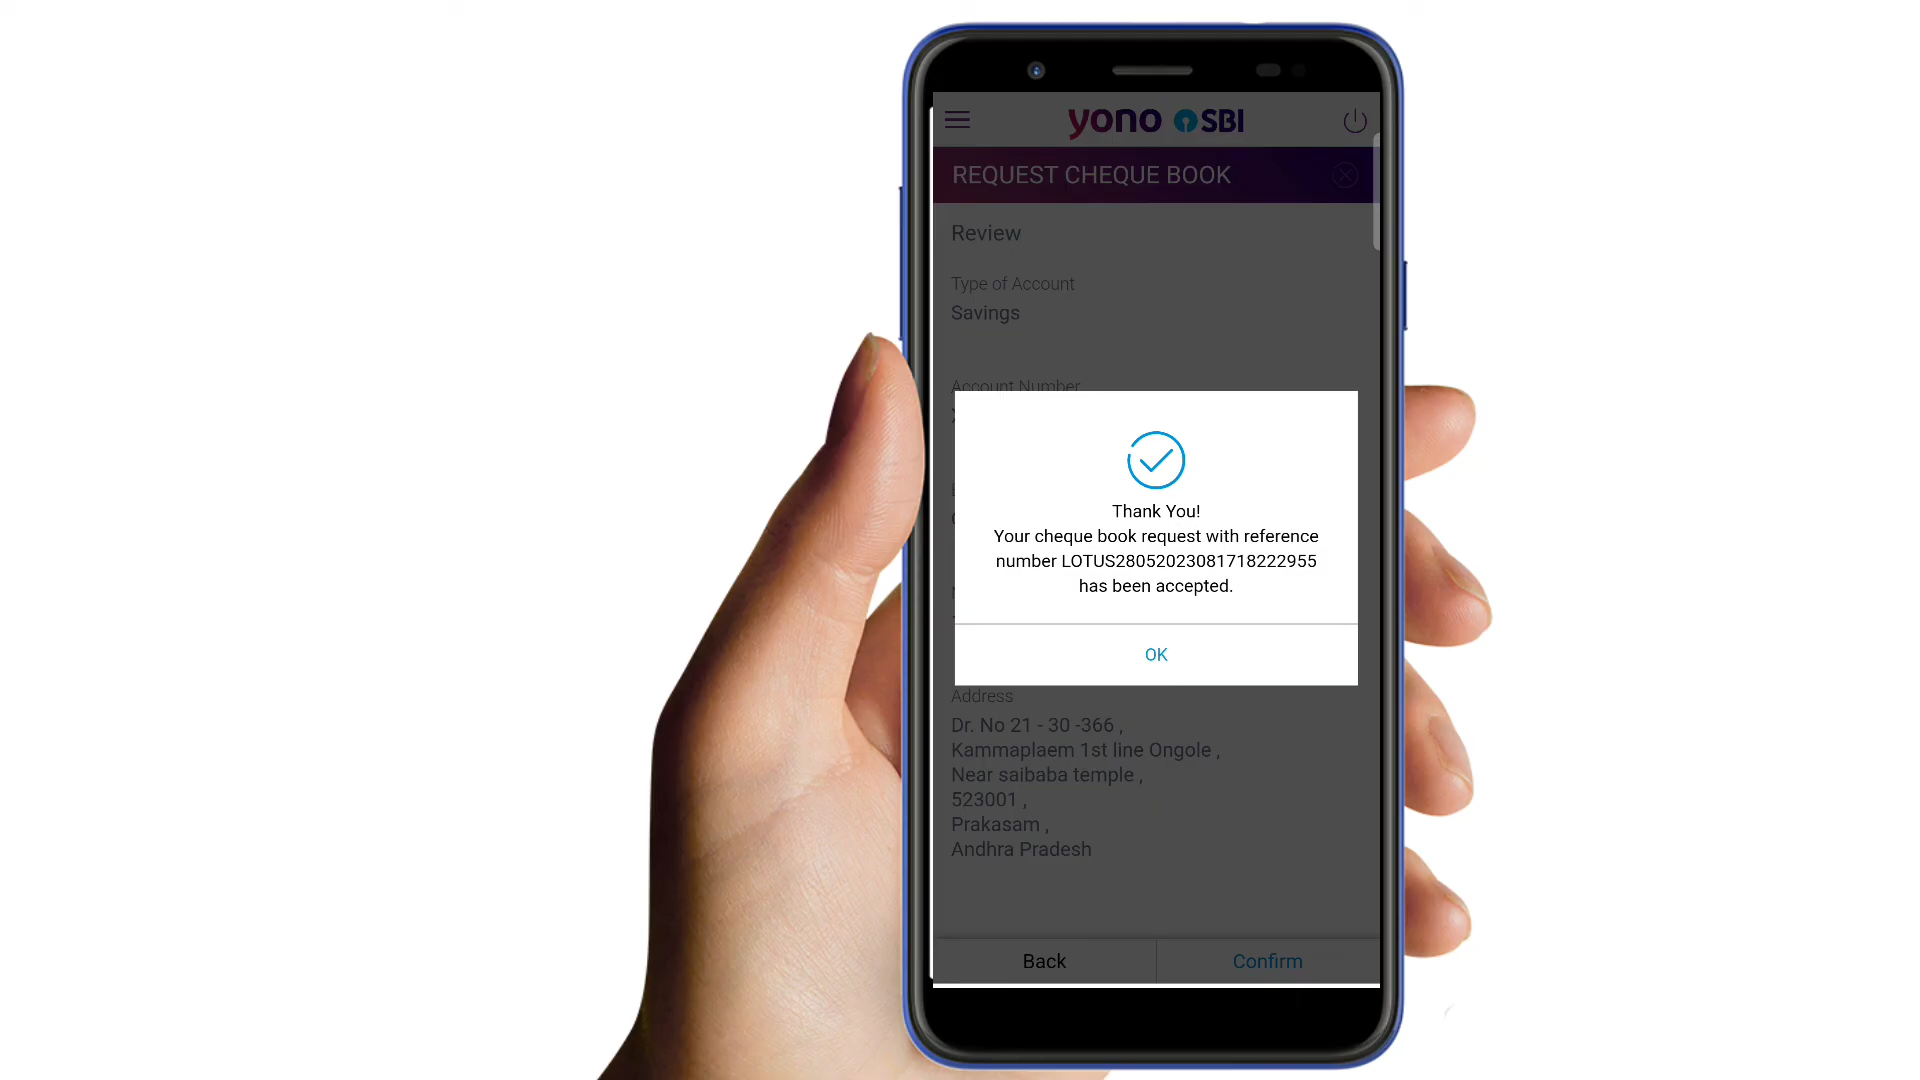 yono SBI
REQUEST CHEQUE BOOK
Review
Type of Account
Savings
Account Number
Thank You!
Your cheque book request with reference
number LOTUS28052023081718222955
has been accepted.
OK
Address
Dr. No 21 - 30 -366 ,
Kammaplaem 1st line Ongole ,
Near saibaba temple ,
523001 ,
Prakasam ,
Andhra Pradesh
Back
Confirm